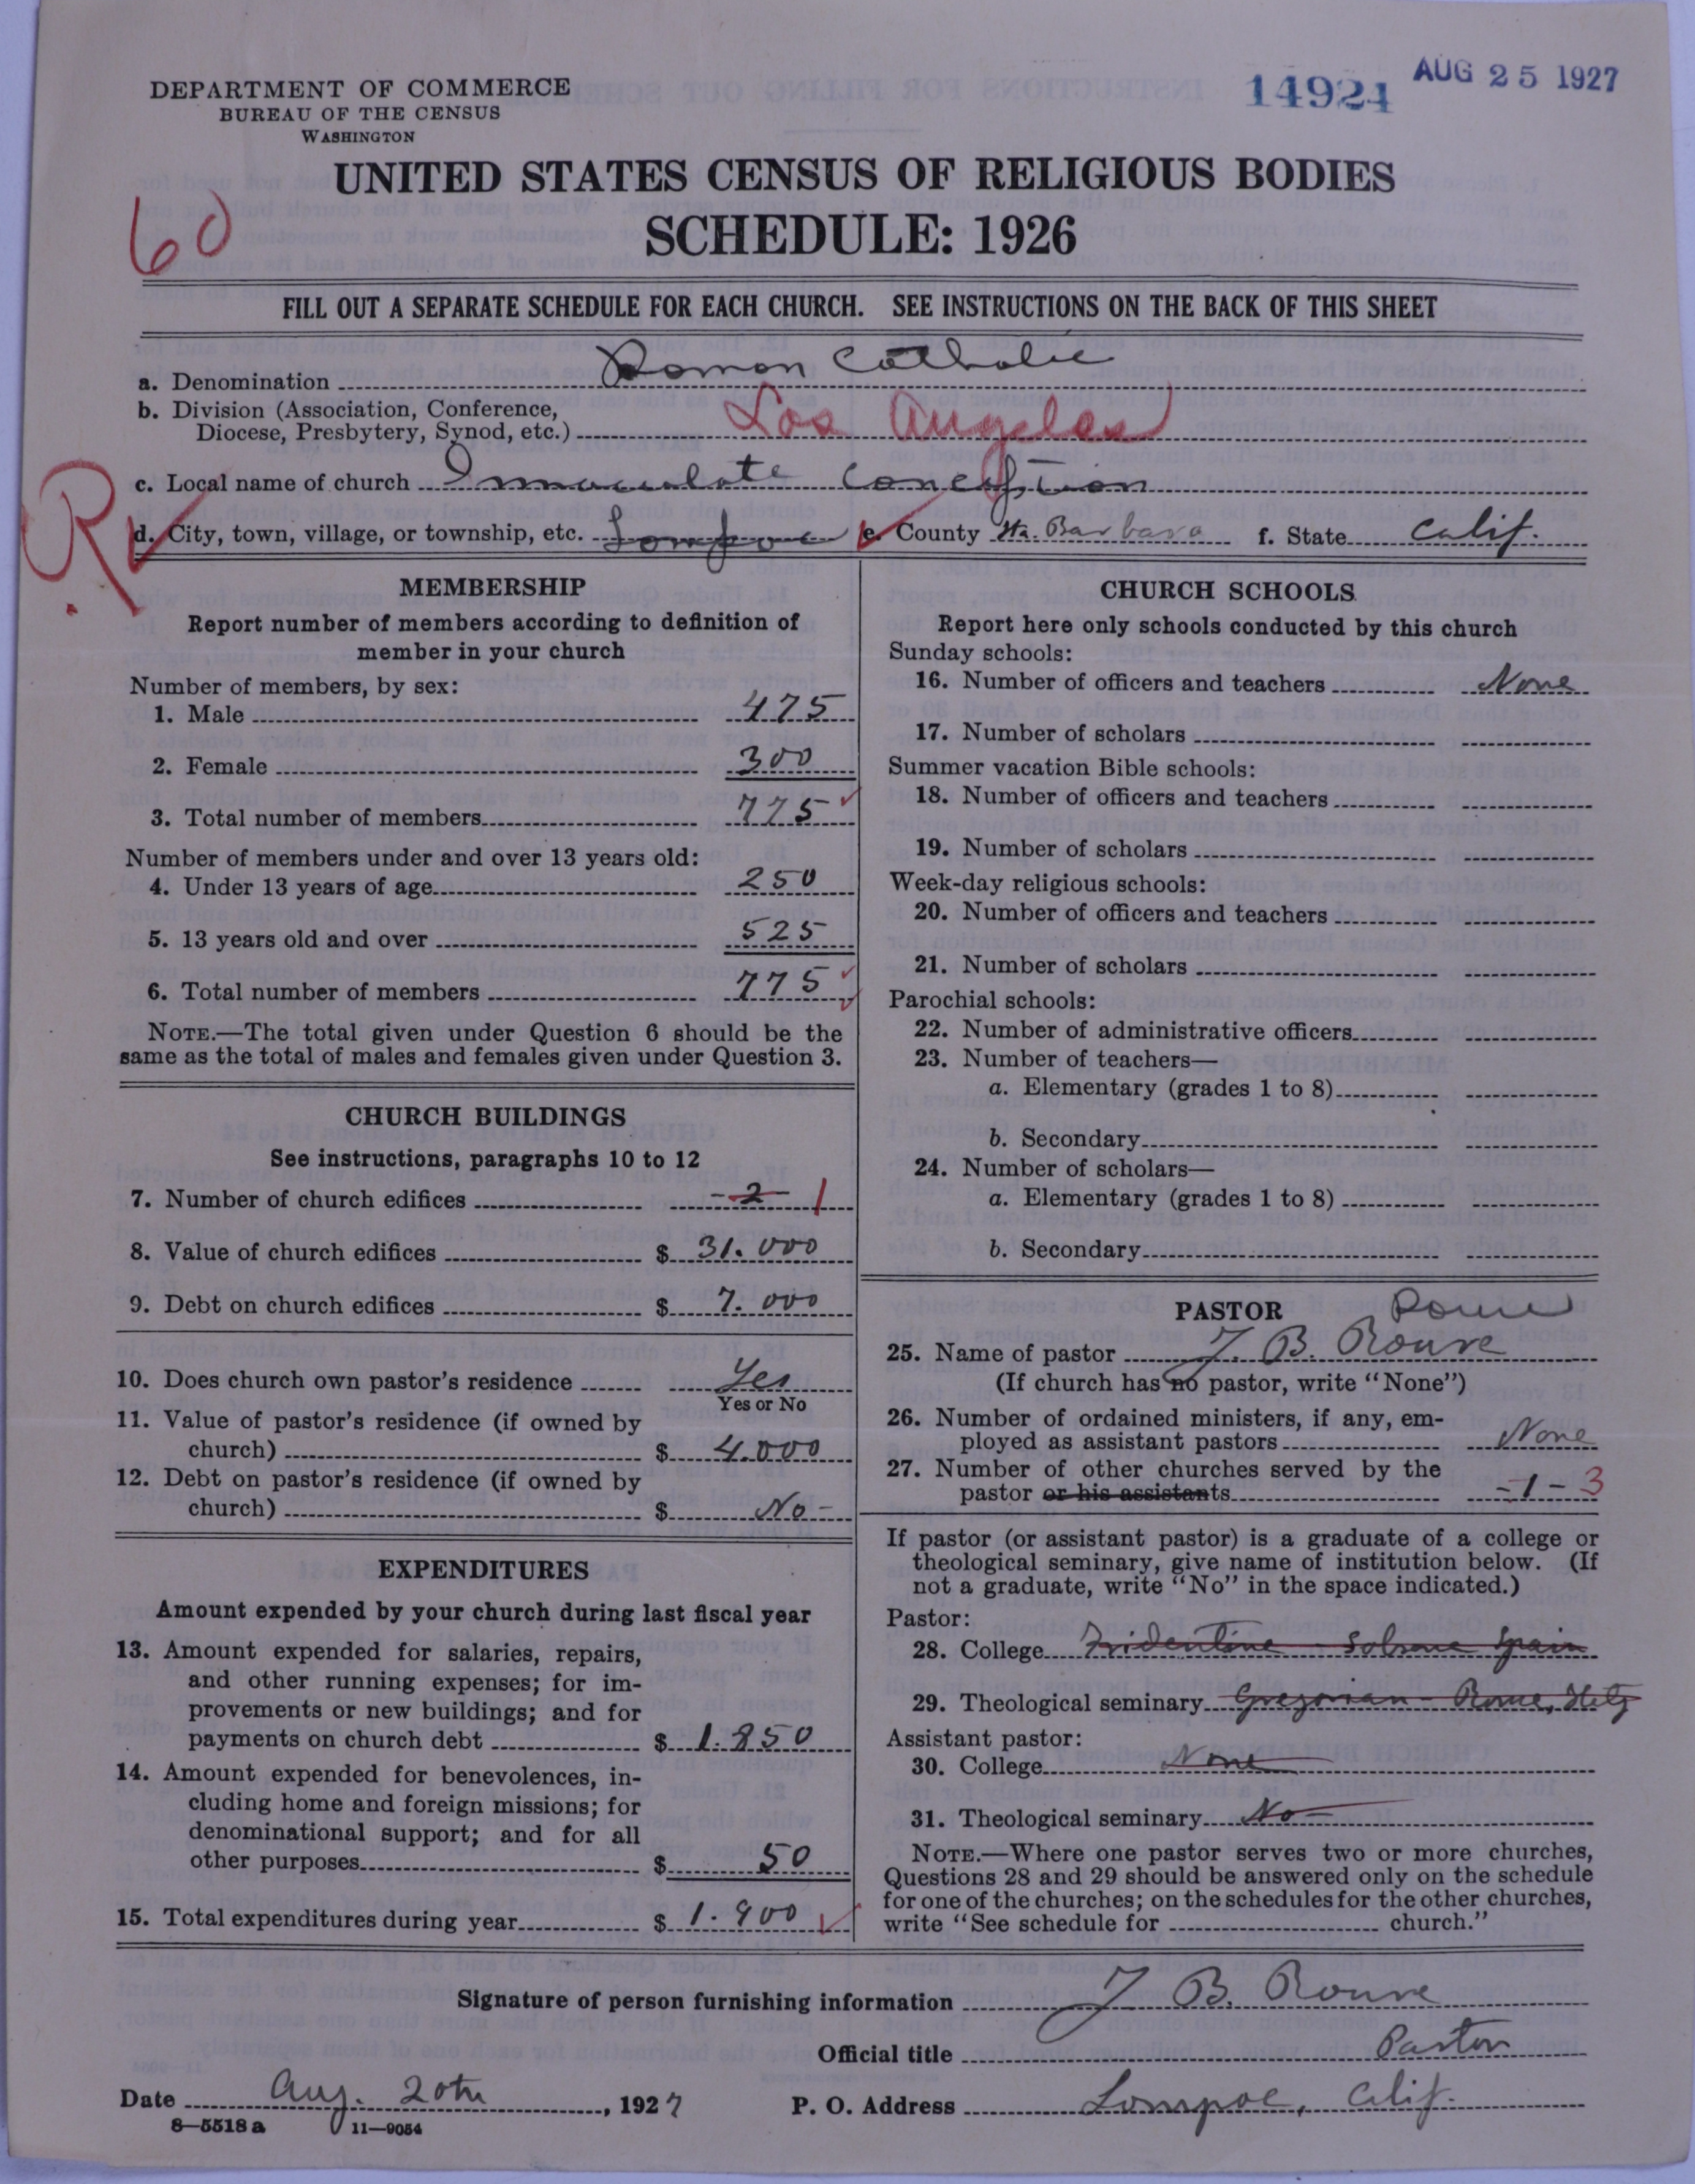 14924 AUG 25 1927
DEPARTMENT OF COMMERCE
BUREAU OF THE CENSUS
WASHINGTON
UNITED STATES CENSUS OF RELIGIOUS BODIES
60
SCHEDULE: 1926
FILL OUT A SEPARATE SCHEDULE FOR EACH CHURCH. SEE INSTRUCTIONS ON THE BACK OF THIS SHEET
a. Denomination Roman Catholic
b. Division (Association, Conference,
Diocese, Presbytery, Synod, etc.) Los Angeles
c. Local name of church Immaculate Conception
d. City, town, village, or township, etc. Lompoc e. County Sta. Barbara f. State Calif.
MEMBERSHIP
Report number of members according to definition of
member in your church
Number of members, by sex:
1. Male 475
2. Female 300
3. Total number of members 775
Number of members under and over 13 years old:
4. Under 13 years of age 250
5. 13 years old and over 525
6. Total number of members 775
NOTE.—The total given under Question 6 should be the
same as the total of males and females given under Question 3.
CHURCH BUILDINGS
See instructions, paragraphs 10 to 12
7. Number of church edifices -2- 1
8. Value of church edifices $ 31.000
9. Debt on church edifices $ 7.000
10. Does church own pastor's residence Yes
Yes or No
11. Value of pastor's residence (if owned by
church) $ 4.000
12. Debt on pastor's residence (if owned by
church) $ No-
EXPENDITURES
Amount expended by your church during last fiscal year
13. Amount expended for salaries, repairs,
and other running expenses; for im-
provements or new buildings; and for
payments on church debt $ 1.850
14. Amount expended for benevolences, in-
cluding home and foreign missions; for
denominational support; and for all
other purposes $ 50
15. Total expenditures during year $ 1.900
CHURCH SCHOOLS
Report here only schools conducted by this church
Sunday schools:
16. Number of officers and teachers None
17. Number of scholars
Summer vacation Bible schools:
18. Number of officers and teachers
19. Number of scholars
Week-day religious schools:
20. Number of officers and teachers
21. Number of scholars
Parochial schools:
22. Number of administrative officers
23. Number of teachers—
a. Elementary (grades 1 to 8)
b. Secondary
24. Number of scholars—
a. Elementary (grades 1 to 8)
b. Secondary
PASTOR
25. Name of pastor J. B. Roure
(If church has no pastor, write "None")
26. Number of ordained ministers, if any, em-
ployed as assistant pastors None
27. Number of other churches served by the
pastor or his assistants -1- 3
If pastor (or assistant pastor) is a graduate of a college or
theological seminary, give name of institution below. (If
not a graduate, write "No" in the space indicated.)
Pastor:
28. College Tridentine Spain
29. Theological seminary Gregorian - Rome,
Assistant pastor:
30. College None
31. Theological seminary No-
NOTE.—Where one pastor serves two or more churches,
Questions 28 and 29 should be answered only on the schedule
for one of the churches; on the schedules for the other churches,
write "See schedule for church."
Signature of person furnishing information J B. Roure
Official title Pastor
Date Aug. 20th, 1927 P. O. Address Lompoc, Calif.
8—5518 a 11—9054